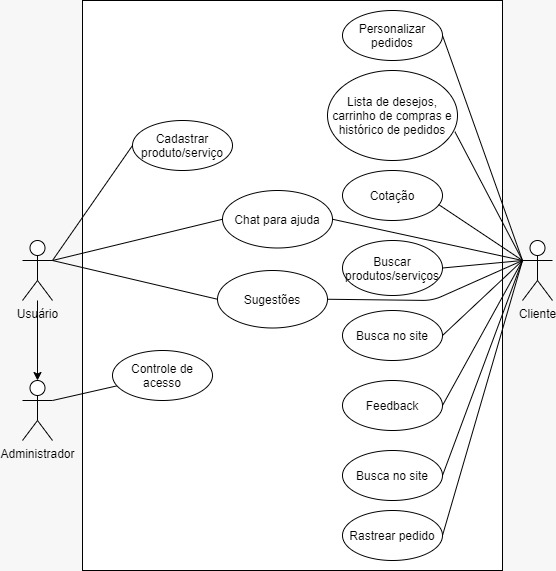 Personalizar
pedidos
Lista de desejos,
carrinho de compras e
histórico de pedidos
Cadastrar
produto/serviço
Cotação
Chat para ajuda
Buscar
produtos/serviços
Sugestões
Usuário
Cliente
Busca no site
Controle de
acesso
Feedback
Administrador
Busca no site
Rastrear pedido